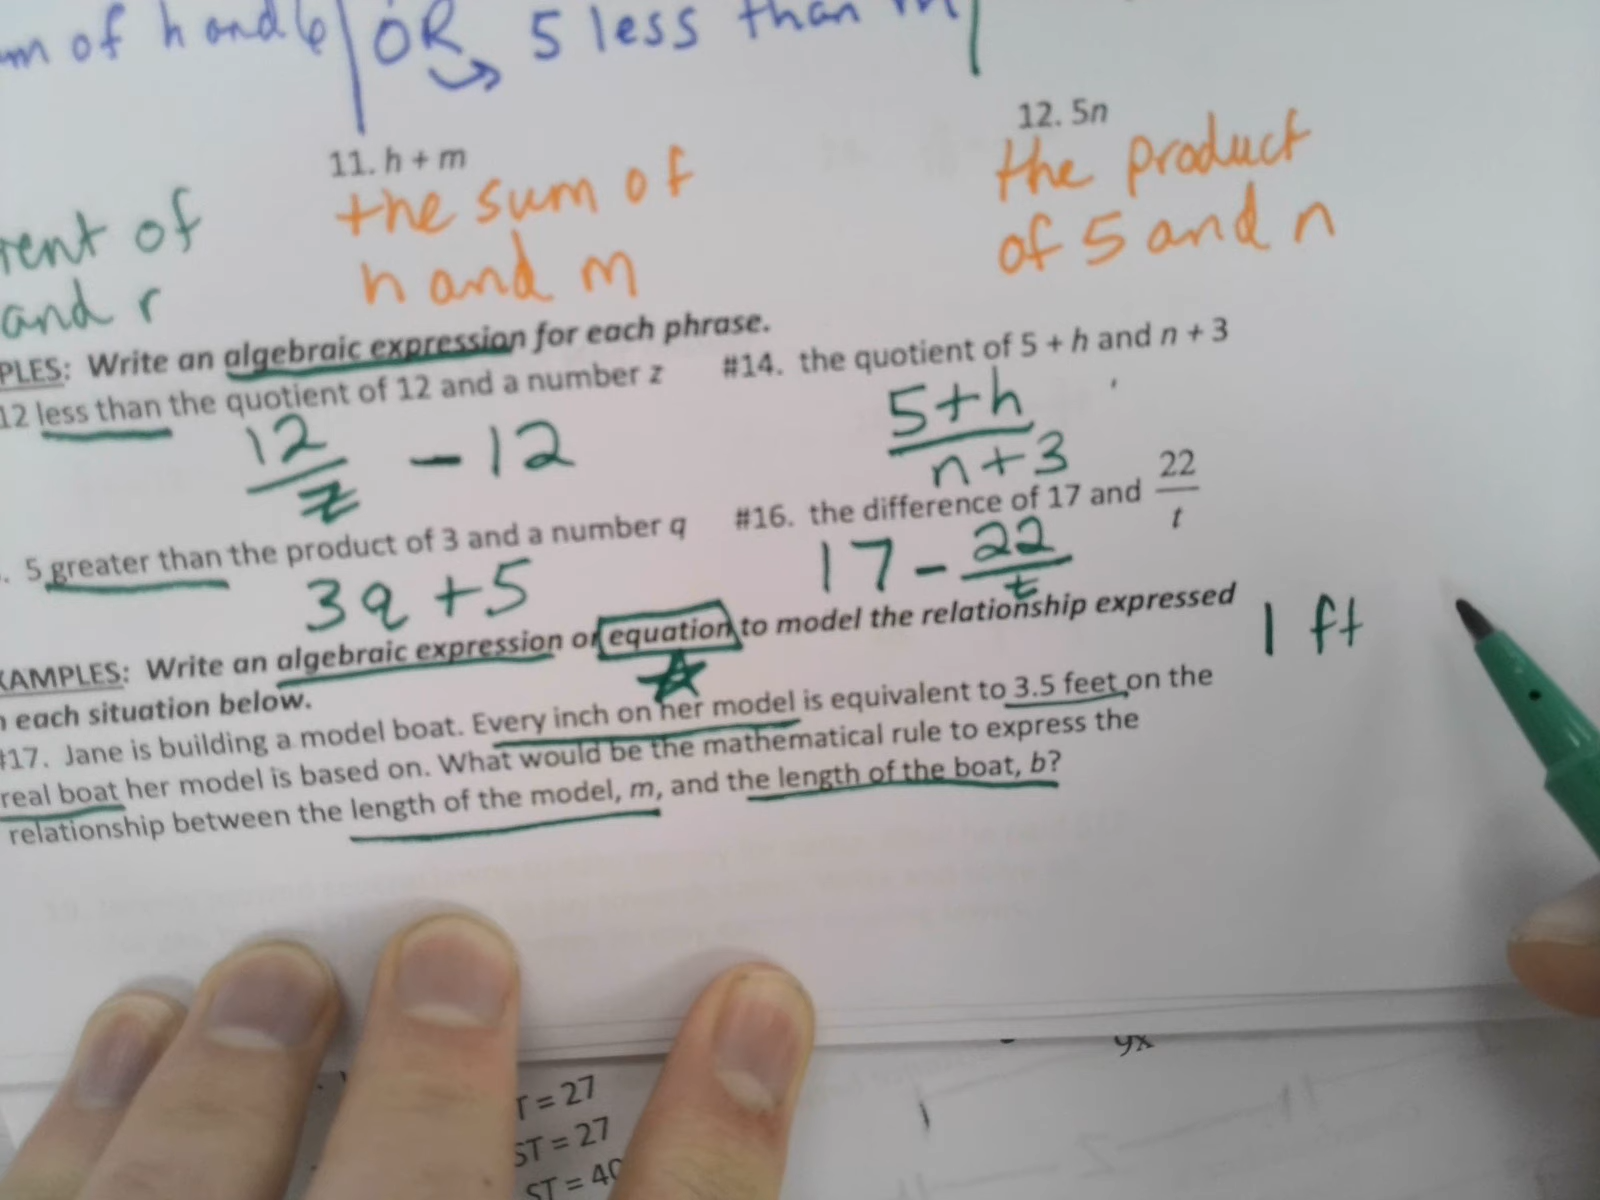 of h and 6 OR 5 less than m
11. h + m
12. 5n
the sum of
h and m
the product
of 5 and n
of
and r
Write an algebraic expression for each phrase.
12 less than the quotient of 12 and a number z
#14. the quotient of 5 + h and n + 3
12/z - 12
5+h/n+3
5 greater than the product of 3 and a number q
#16. the difference of 17 and 22/t
3q + 5
17 - 22/t
Write an algebraic expression or equation to model the relationship expressed
1 ft
each situation below.
#17. Jane is building a model boat. Every inch on her model is equivalent to 3.5 feet on the
real boat her model is based on. What would be the mathematical rule to express the
relationship between the length of the model, m, and the length of the boat, b?
yx
= 27
ST = 27
ST = 40